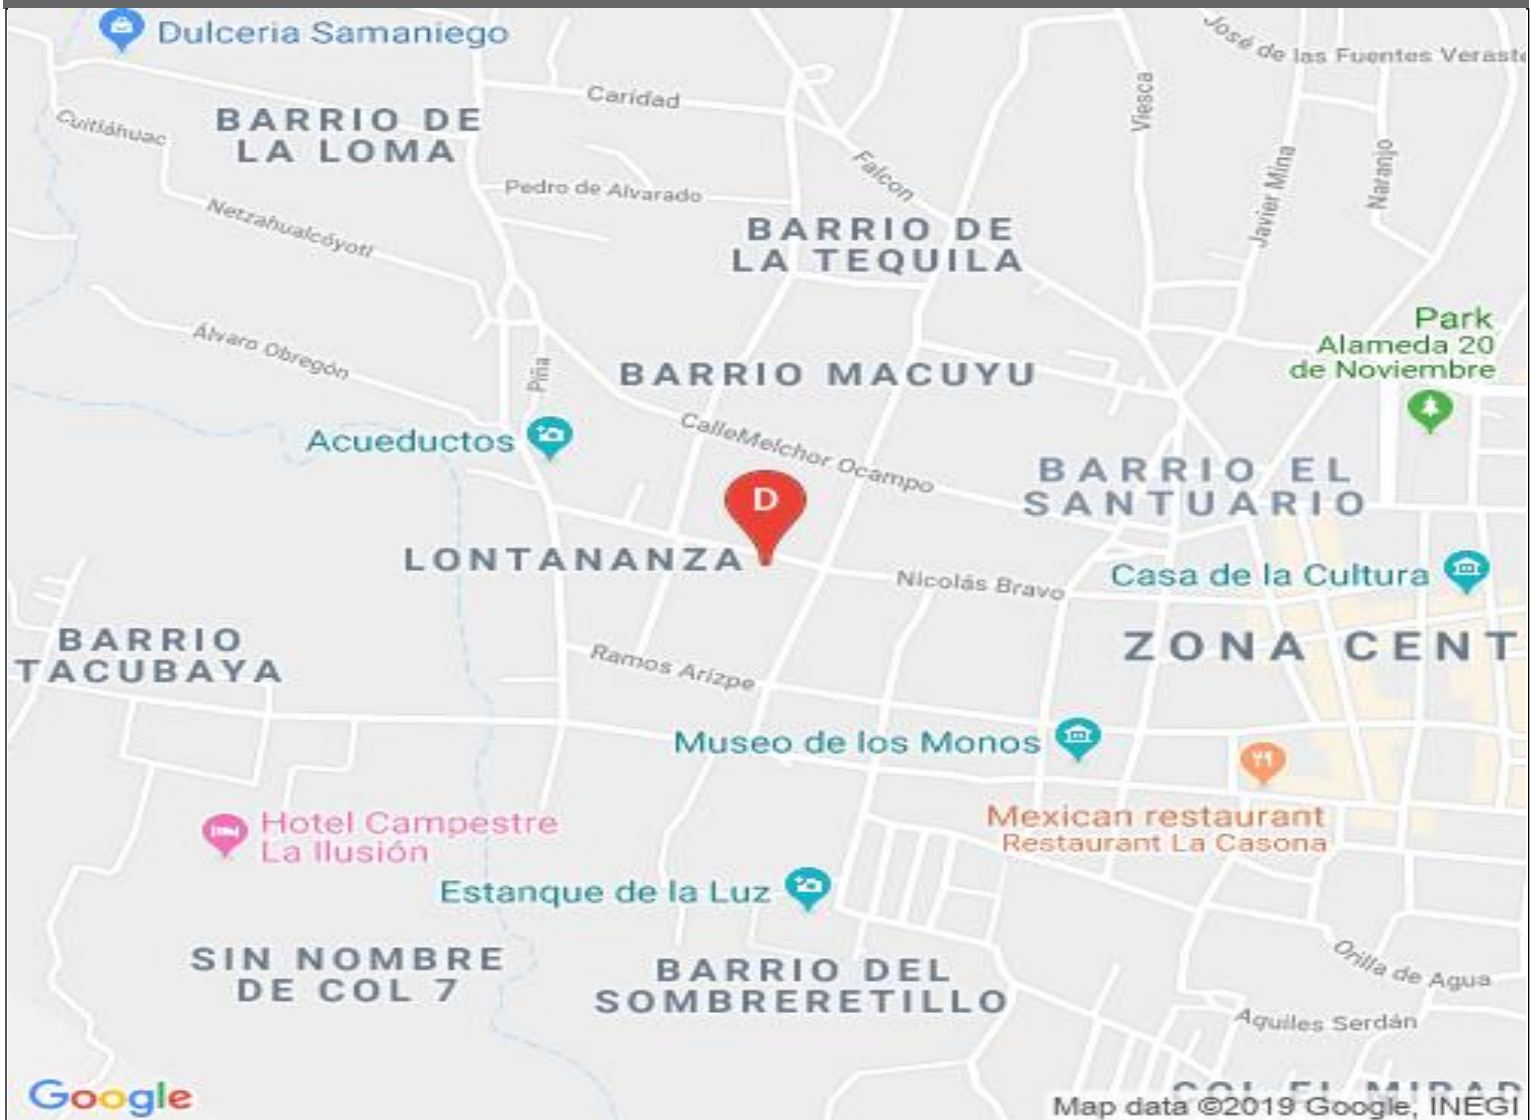 Dulceria Samaniego
José de las Fuentes
Caridad
Viesca
BARRIO DE
LA LOMA
Cuitláhuac
Falcon
Javier Mina
Naranjo
Pedro de Alvarado
Netzahualcóyotl
BARRIO DE
LA TEQUILA
Park
Alameda 20
de Noviembre
Álvaro Obregón
Piña
BARRIO MACUYU
Acueductos
CalleMelchor Ocampo
BARRIO EL
SANTUARIO
D
LONTANANZA
Nicolás Bravo
Casa de la Cultura
BARRIO
TACUBAYA
ZONA CENT
Ramos Arizpe
Museo de los Monos
Hotel Campestre
La Ilusión
Mexican restaurant
Restaurant La Casona
Estanque de la Luz
SIN NOMBRE
DE COL 7
BARRIO DEL
SOMBRERETILLO
Orilla de Agua
Aquiles Serdán
COL EL MIRAD
Google
Map data ©2019 Google, INEGI